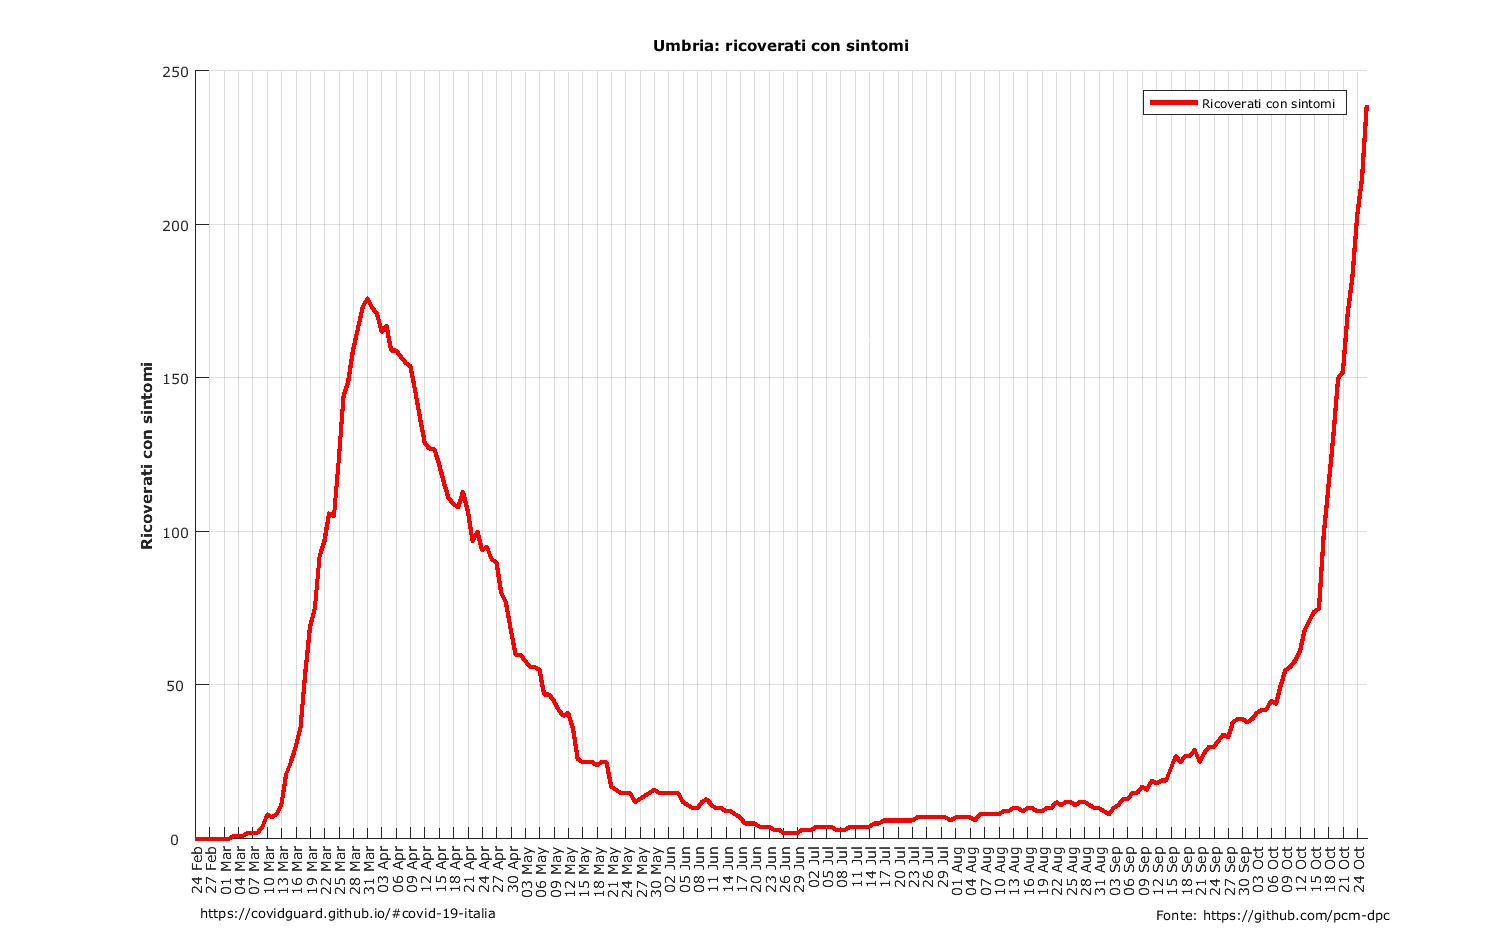 Umbria: ricoverati con sintomi
Ricoverati con sintomi
Ricoverati con sintomi
250
200
150
100
50
0
24 Feb
27 Feb
01 Mar
04 Mar
07 Mar
10 Mar
13 Mar
16 Mar
19 Mar
22 Mar
25 Mar
28 Mar
31 Mar
03 Apr
06 Apr
09 Apr
12 Apr
15 Apr
18 Apr
21 Apr
24 Apr
27 Apr
30 Apr
03 May
06 May
09 May
12 May
15 May
18 May
21 May
24 May
27 May
30 May
02 Jun
05 Jun
08 Jun
11 Jun
14 Jun
17 Jun
20 Jun
23 Jun
26 Jun
29 Jun
02 Jul
05 Jul
08 Jul
11 Jul
14 Jul
17 Jul
20 Jul
23 Jul
26 Jul
29 Jul
01 Aug
04 Aug
07 Aug
10 Aug
13 Aug
16 Aug
19 Aug
22 Aug
25 Aug
28 Aug
31 Aug
03 Sep
06 Sep
09 Sep
12 Sep
15 Sep
18 Sep
21 Sep
24 Sep
27 Sep
30 Sep
03 Oct
06 Oct
09 Oct
12 Oct
15 Oct
18 Oct
21 Oct
24 Oct
https://covidguard.github.io/#covid-19-italia
Fonte: https://github.com/pcm-dpc